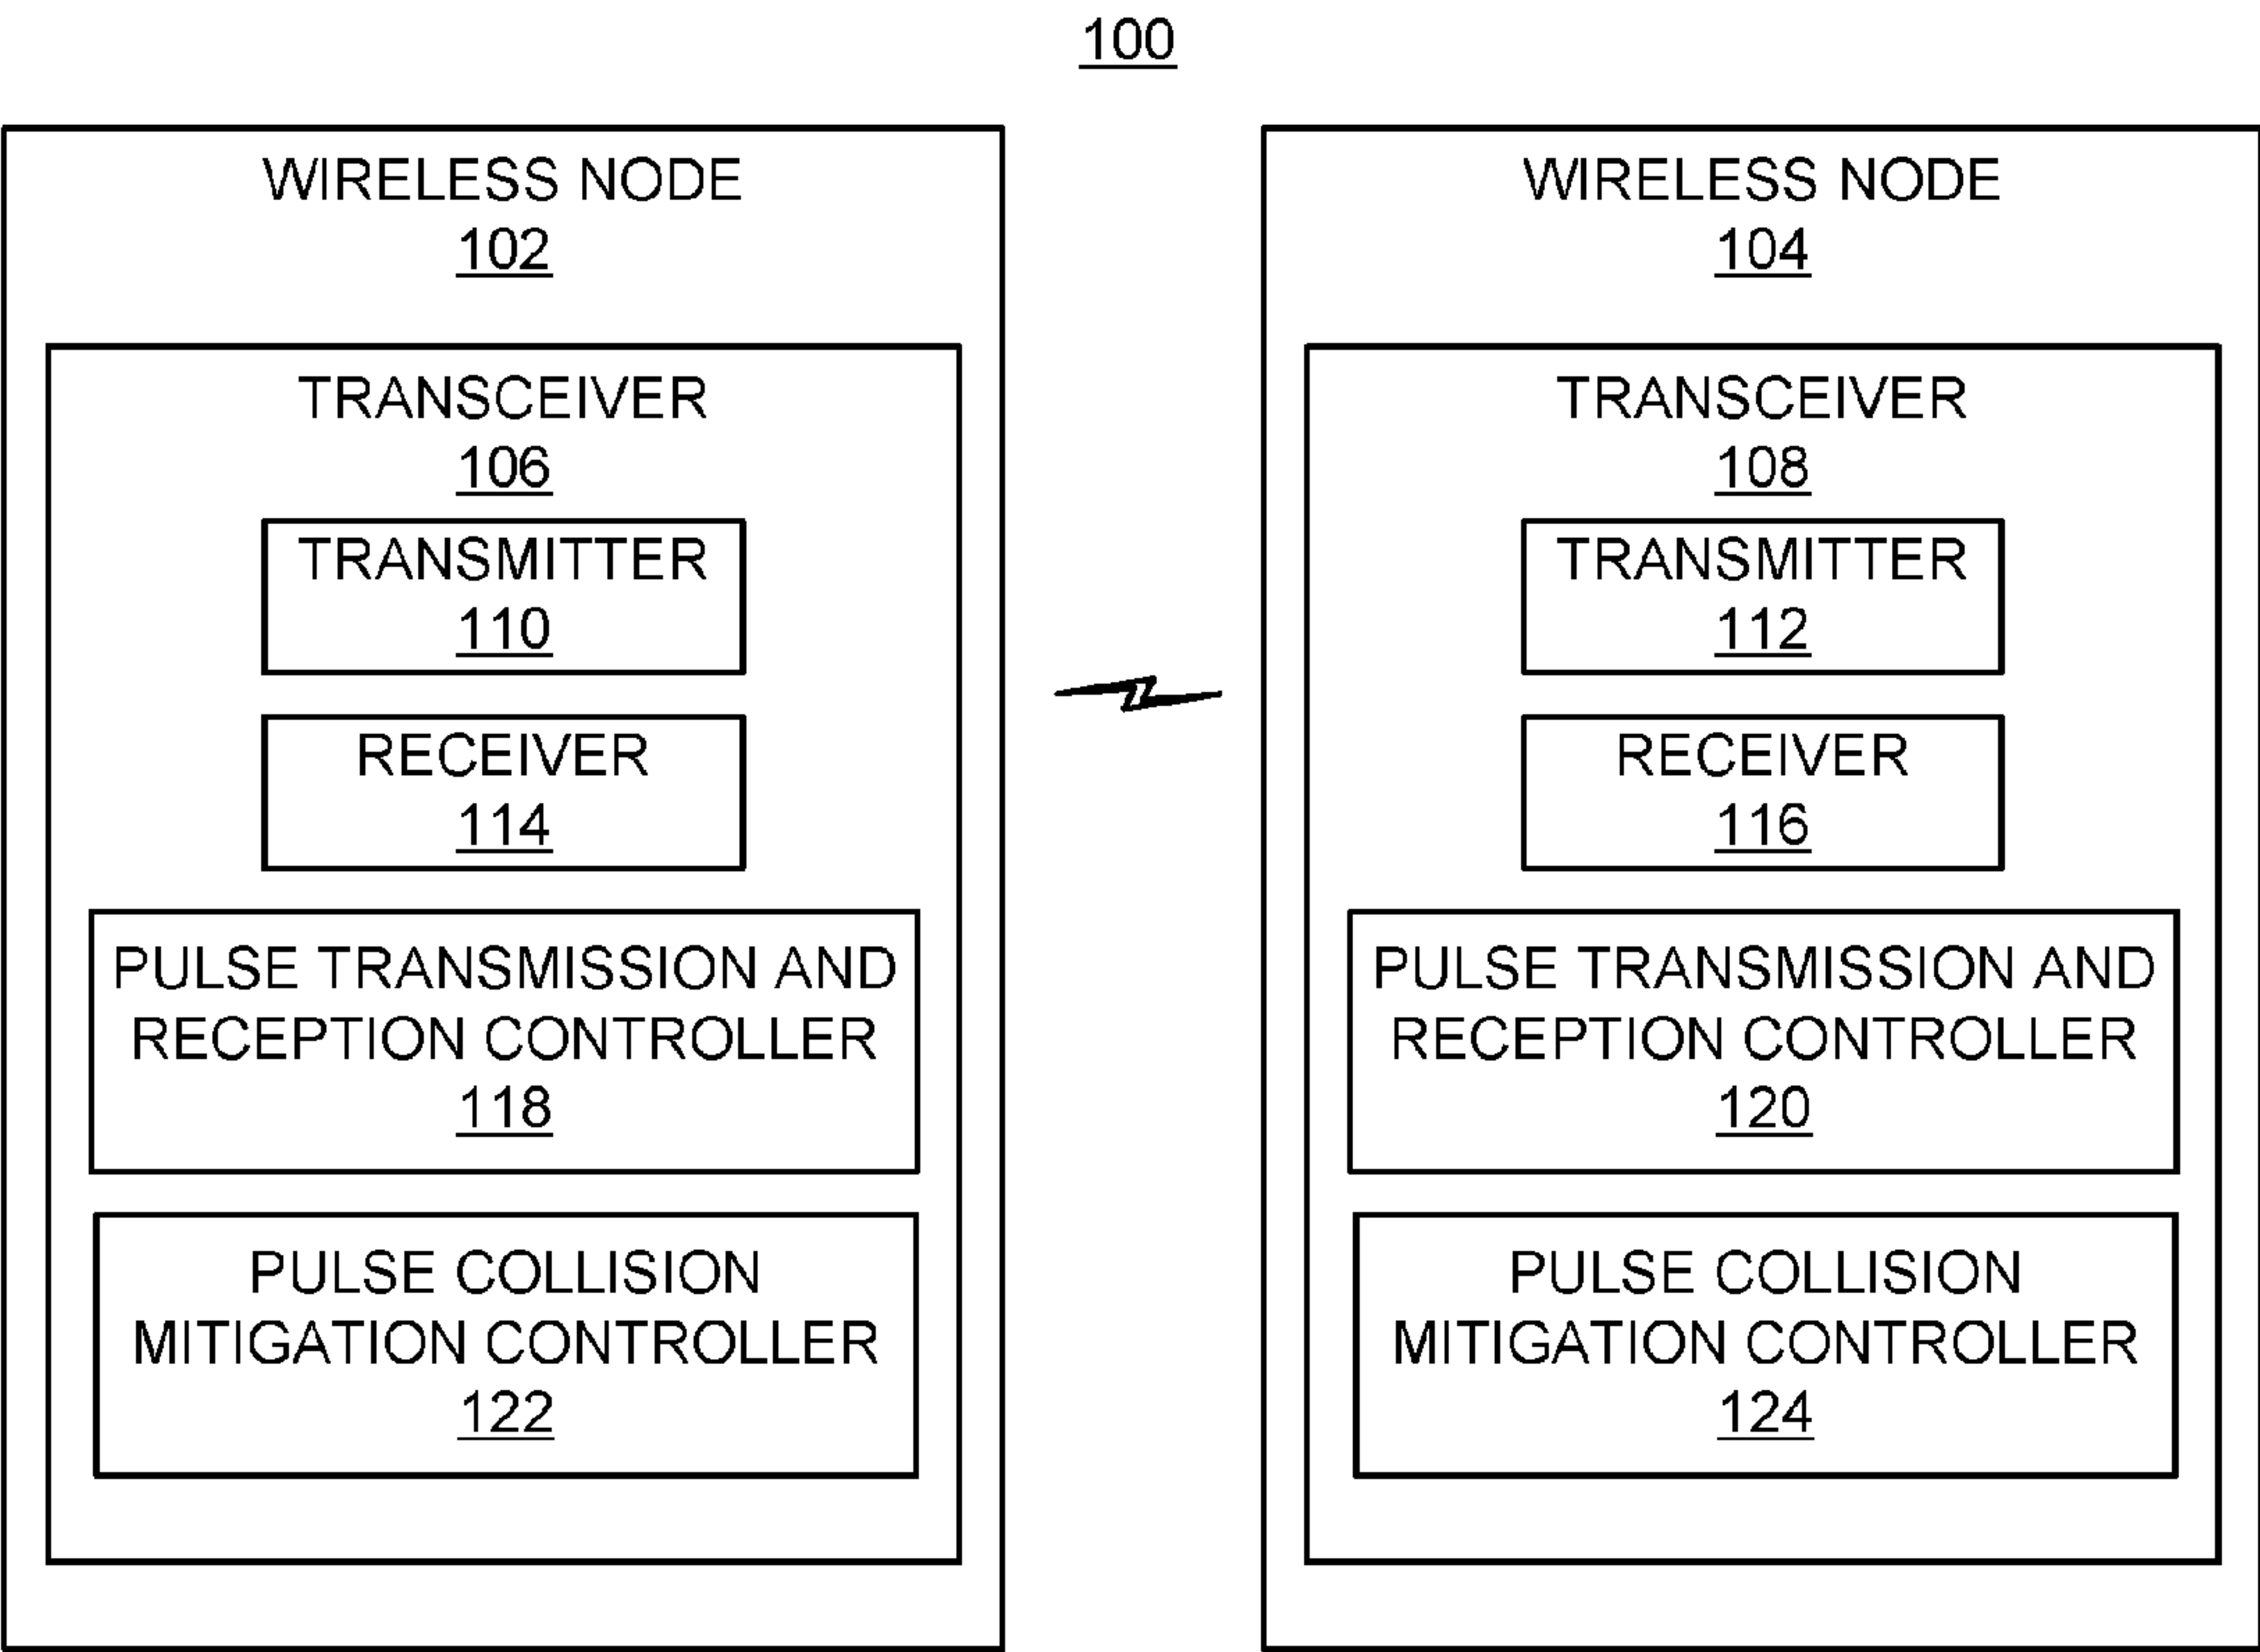 100
WIRELESS NODE
102
TRANSCEIVER
106
TRANSMITTER
110
RECEIVER
114
PULSE TRANSMISSION AND
RECEPTION CONTROLLER
118
PULSE COLLISION
MITIGATION CONTROLLER
122
WIRELESS NODE
104
TRANSCEIVER
108
TRANSMITTER
112
RECEIVER
116
PULSE TRANSMISSION AND
RECEPTION CONTROLLER
120
PULSE COLLISION
MITIGATION CONTROLLER
124